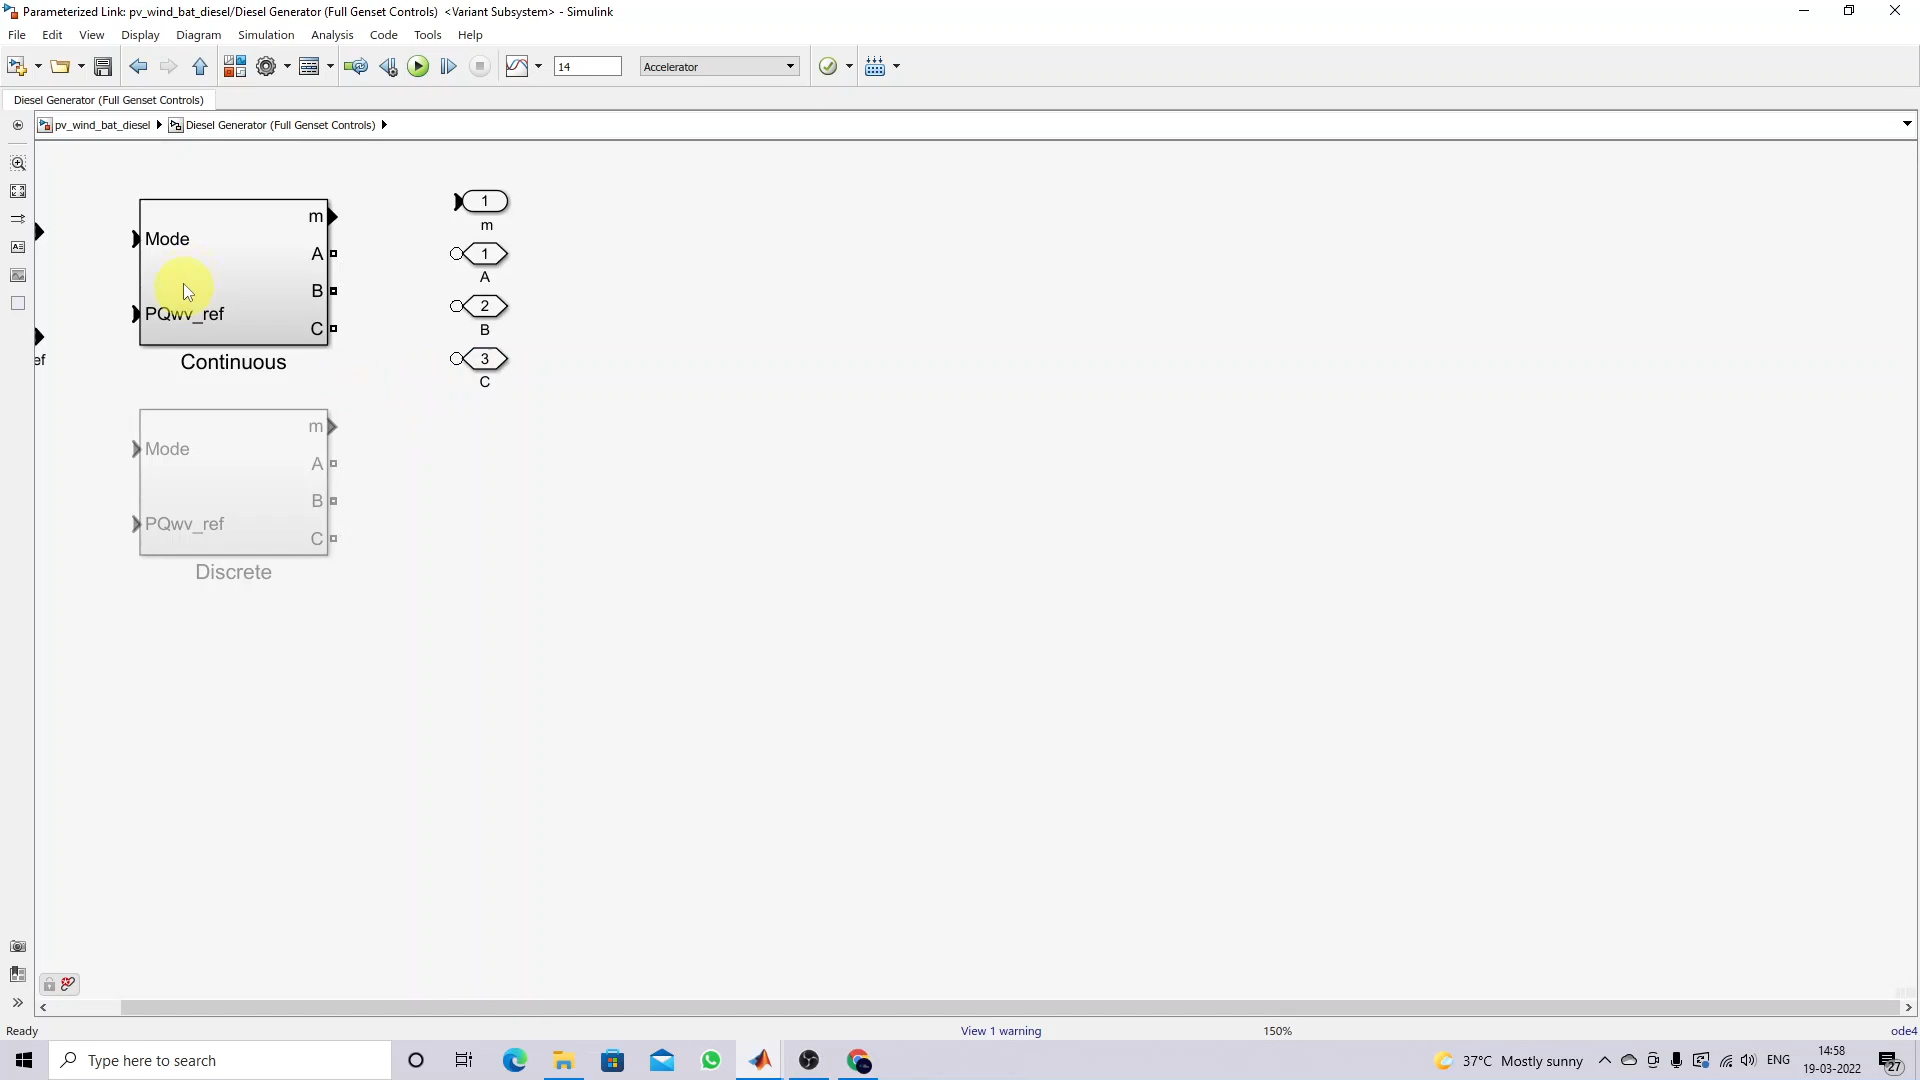 Parameterized Link: pv_wind_bat_diesel/Diesel Generator (Full Genset Controls) <Variant Subsystem> - Simulink
File Edit View Display Diagram Simulation Analysis Code Tools Help
14 Accelerator
Diesel Generator (Full Genset Controls)
pv_wind_bat_diesel Diesel Generator (Full Genset Controls)
m
Mode
A
B
PQwv_ref
C
Continuous
ef
1
m
1
A
2
B
3
C
m
Mode
A
B
PQwv_ref
C
Discrete
Ready View 1 warning 150% ode4
Type here to search
37°C Mostly sunny
ENG
14:58
19-03-2022
27